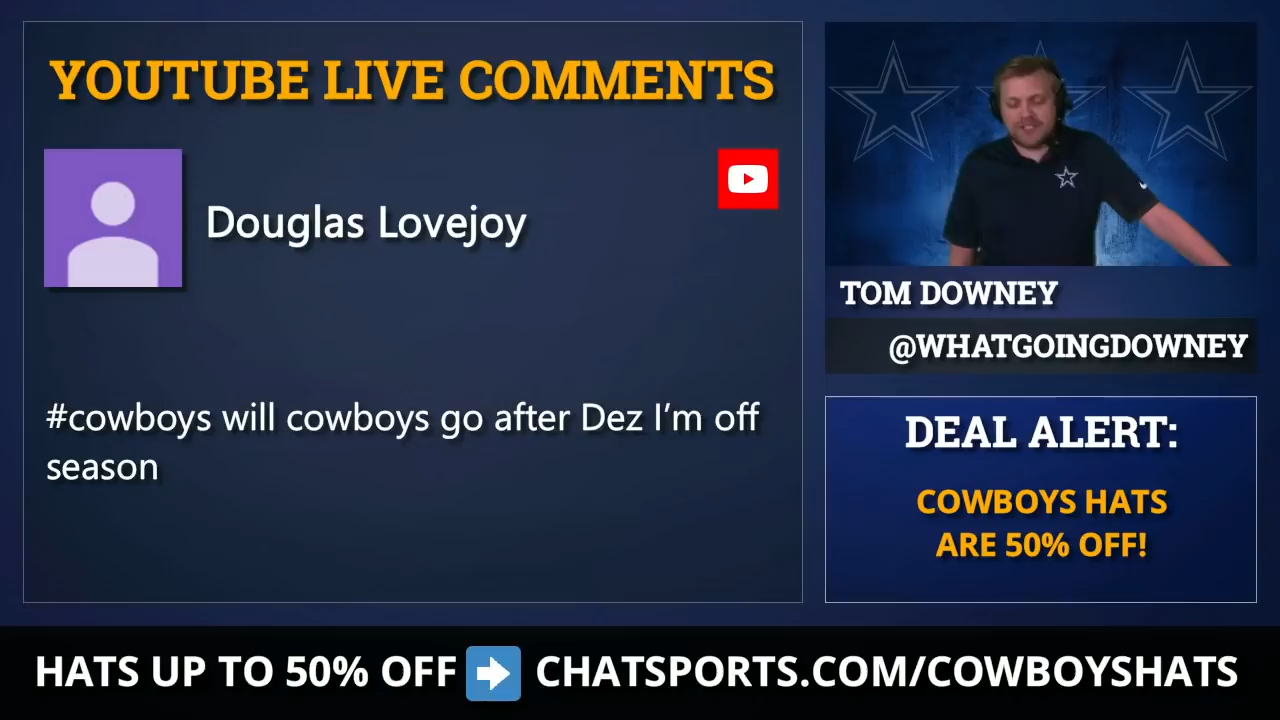 YOUTUBE LIVE COMMENTS
Douglas Lovejoy
#cowboys will cowboys go after Dez I’m off
season
TOM DOWNEY
@WHATGOINGDOWNEY
DEAL ALERT:
COWBOYS HATS
ARE 50% OFF!
HATS UP TO 50% OFF ➡ CHATSPORTS.COM/COWBOYSHATS